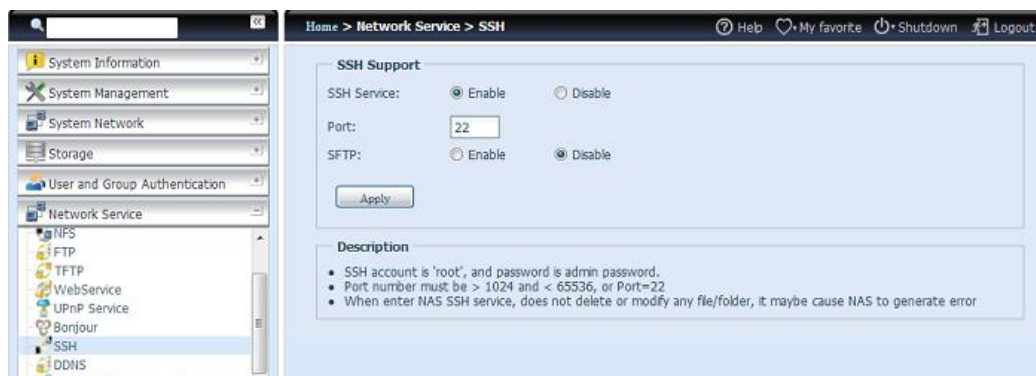 Home > Network Service > SSH
Help My favorite Shutdown Logout
System Information
System Management
System Network
Storage
User and Group Authentication
Network Service
NFS
FTP
TFTP
WebService
UPnP Service
Bonjour
SSH
DDNS
SSH Support
SSH Service: Enable Disable
Port: 22
SFTP: Enable Disable
Apply
Description
SSH account is 'root', and password is admin password.
Port number must be > 1024 and < 65536, or Port=22
When enter NAS SSH service, does not delete or modify any file/folder, it maybe cause NAS to generate error